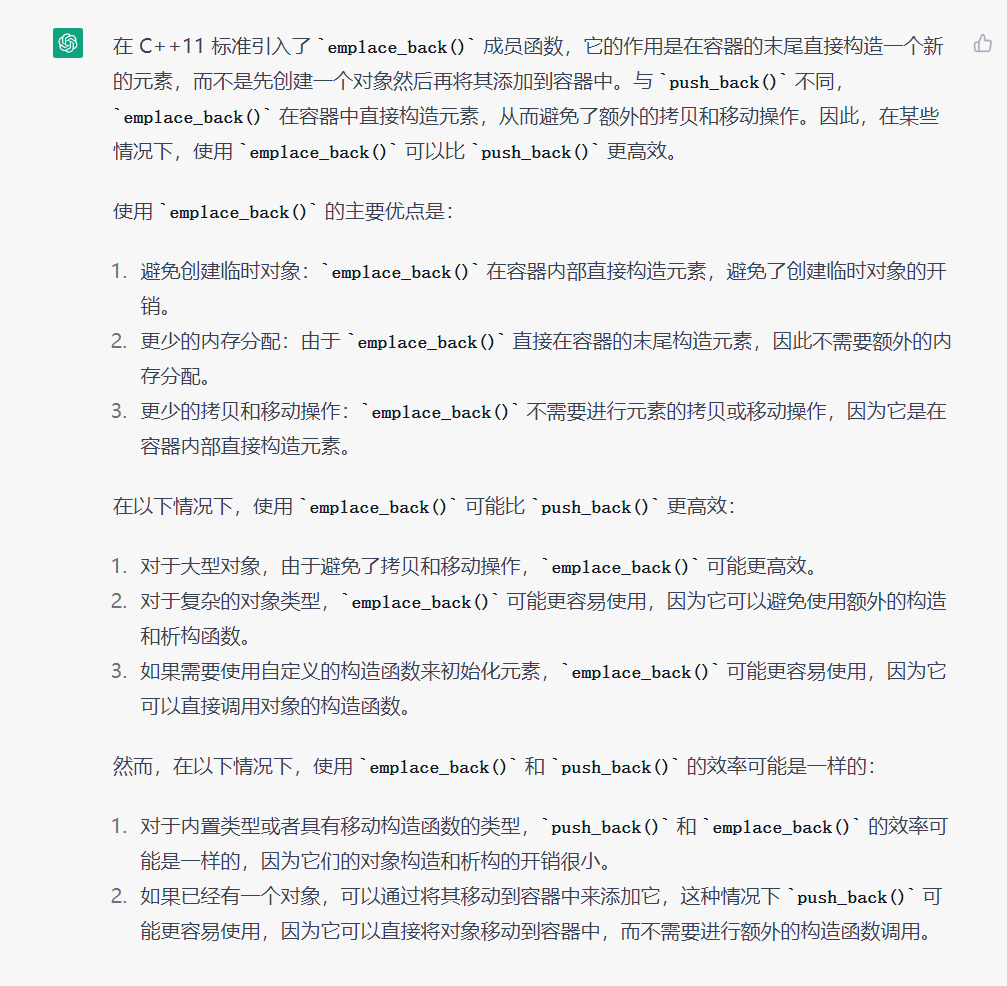 在 C++11 标准引入了 `emplace_back()` 成员函数，它的作用是在容器的末尾直接构造一个新
的元素，而不是先创建一个对象然后再将其添加到容器中。与 `push_back()` 不同，
`emplace_back()` 在容器中直接构造元素，从而避免了额外的拷贝和移动操作。因此，在某些
情况下，使用 `emplace_back()` 可以比 `push_back()` 更高效。
使用 `emplace_back()` 的主要优点是：
1. 避免创建临时对象：`emplace_back()` 在容器内部直接构造元素，避免了创建临时对象的开
销。
2. 更少的内存分配：由于 `emplace_back()` 直接在容器的末尾构造元素，因此不需要额外的内
存分配。
3. 更少的拷贝和移动操作：`emplace_back()` 不需要进行元素的拷贝或移动操作，因为它是在
容器内部直接构造元素。
在以下情况下，使用 `emplace_back()` 可能比 `push_back()` 更高效：
1. 对于大型对象，由于避免了拷贝和移动操作，`emplace_back()` 可能更高效。
2. 对于复杂的对象类型，`emplace_back()` 可能更容易使用，因为它可以避免使用额外的构造
和析构函数。
3. 如果需要使用自定义的构造函数来初始化元素，`emplace_back()` 可能更容易使用，因为它
可以直接调用对象的构造函数。
然而，在以下情况下，使用 `emplace_back()` 和 `push_back()` 的效率可能是一样的：
1. 对于内置类型或者具有移动构造函数的类型，`push_back()` 和 `emplace_back()` 的效率可
能是一样的，因为它们的对象构造和析构的开销很小。
2. 如果已经有一个对象，可以通过将其移动到容器中来添加它，这种情况下 `push_back()` 可
能更容易使用，因为它可以直接将对象移动到容器中，而不需要进行额外的构造函数调用。